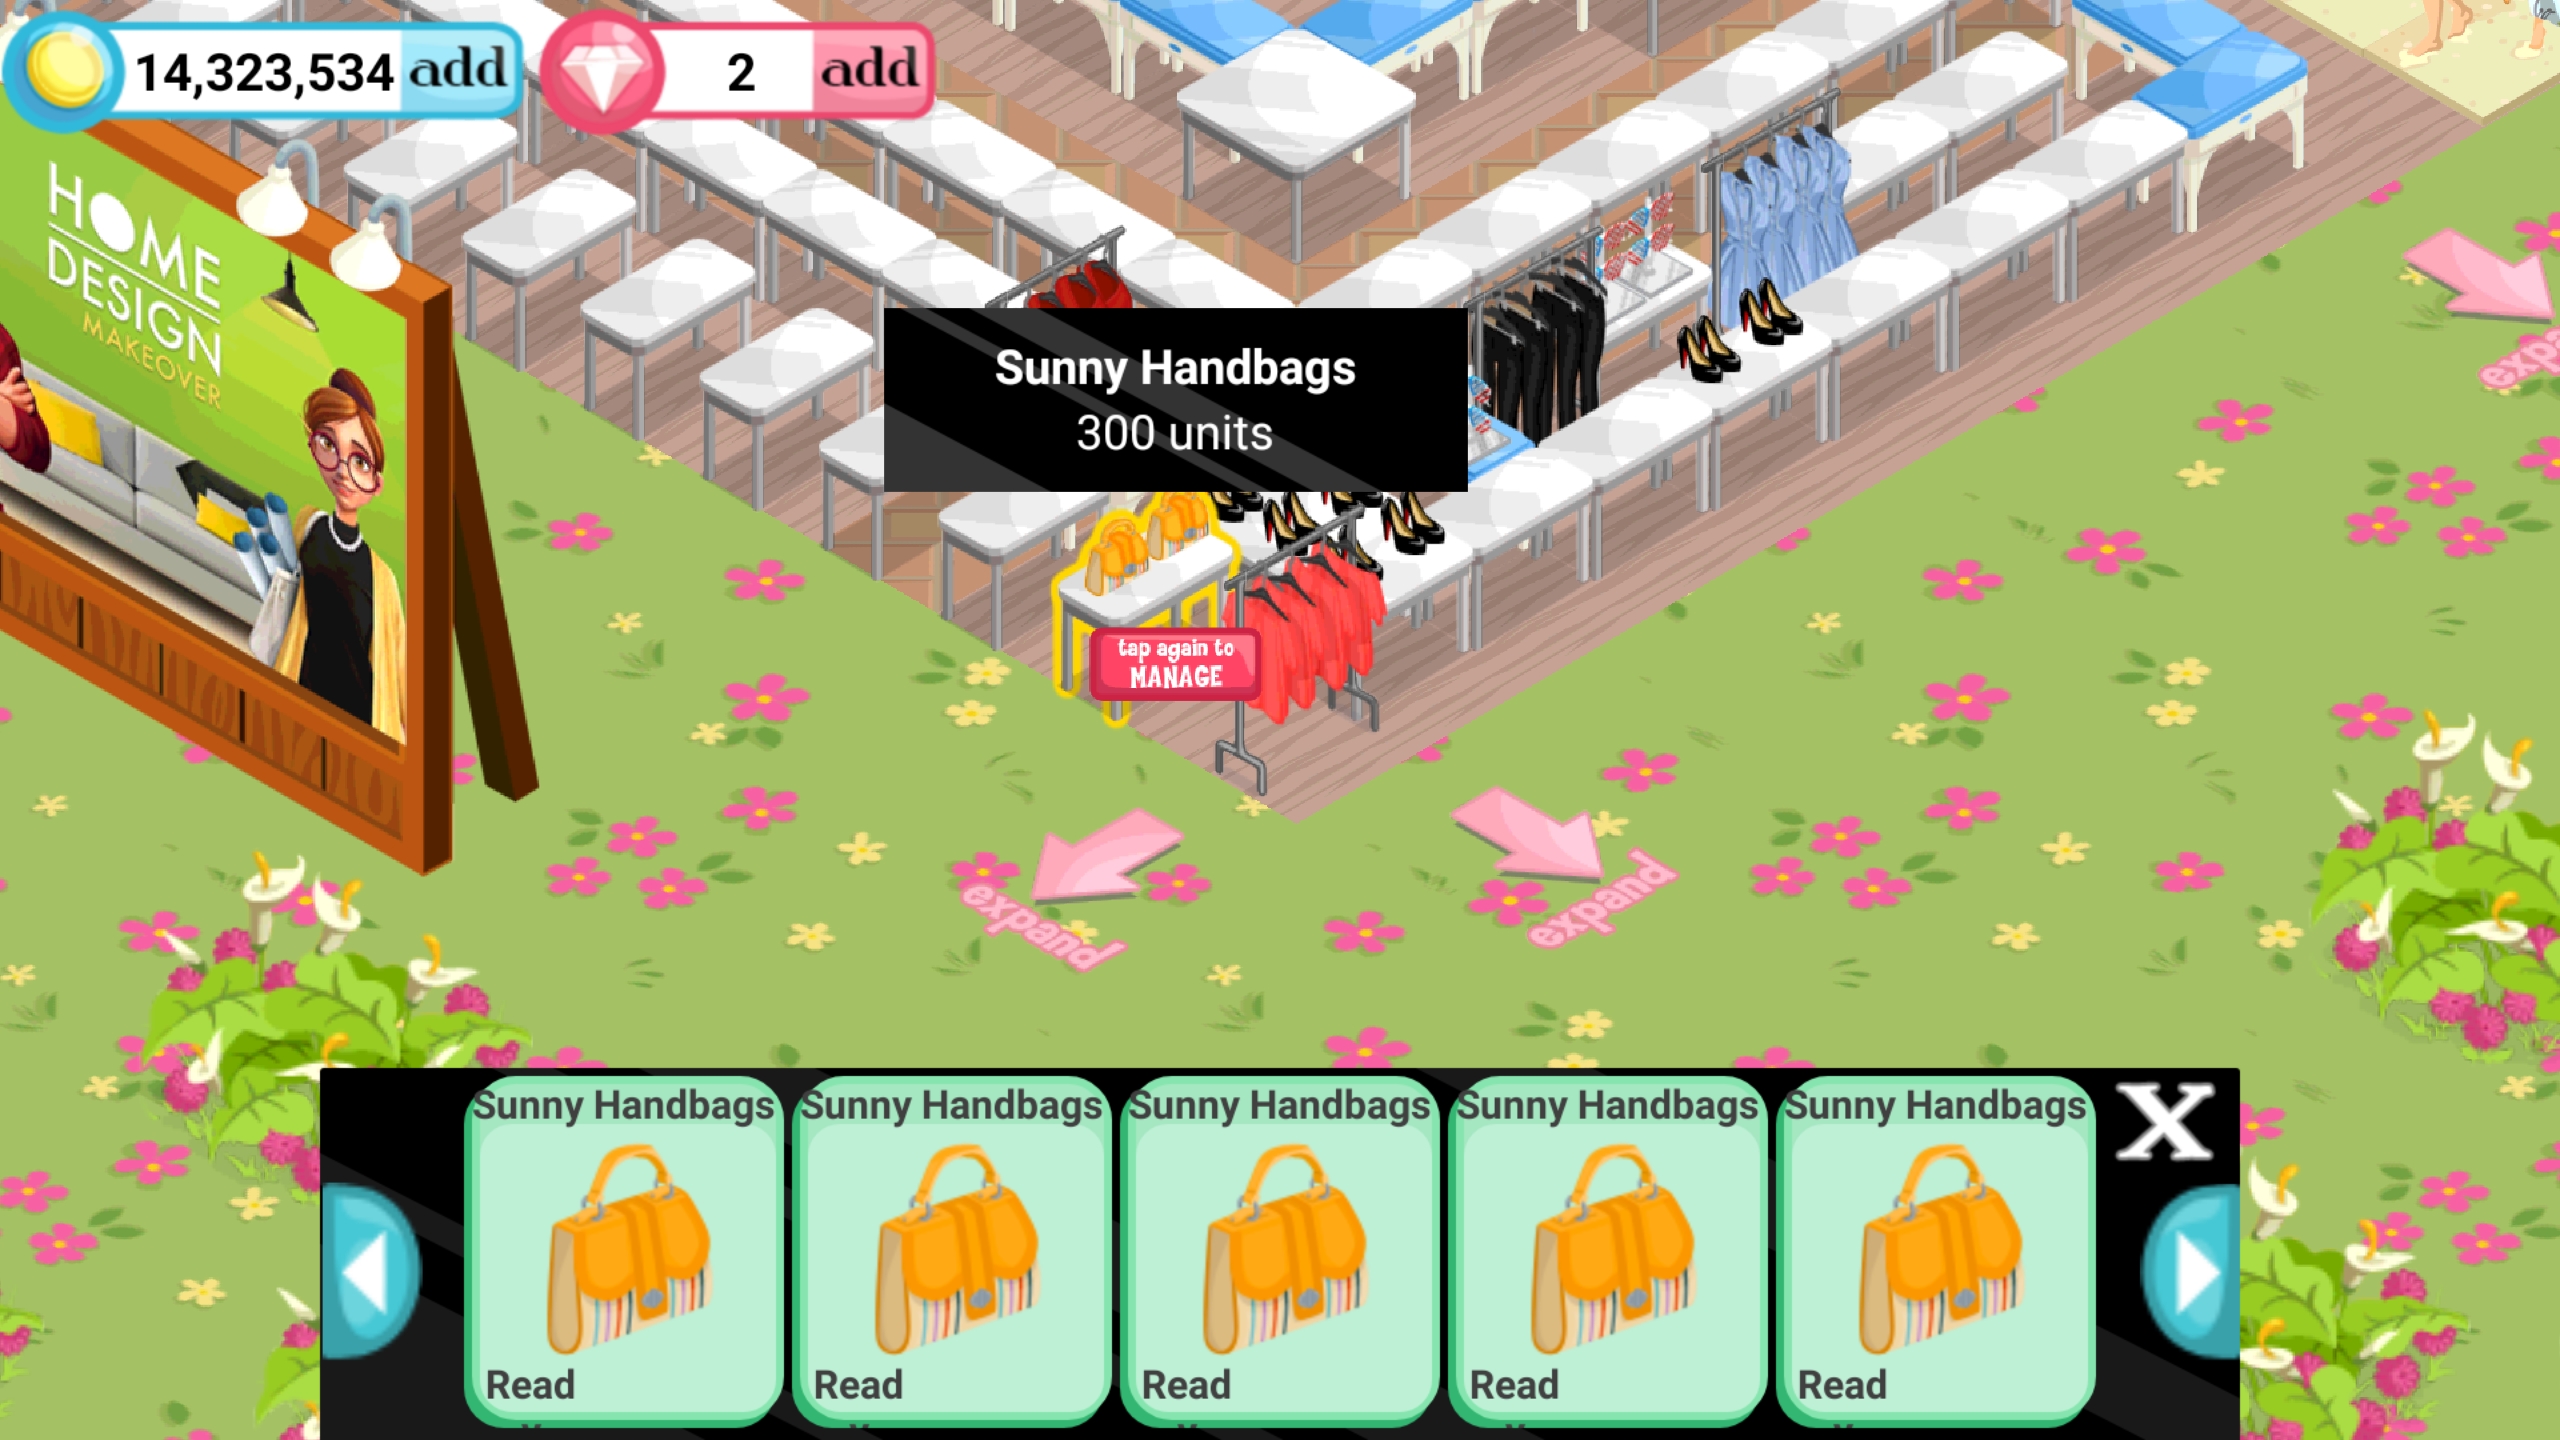 14,323,534 add
2 add
HOME
DESIGN
MAKEOVER
Sunny Handbags
300 units
tap again to
MANAGE
expand
expand
Sunny Handbags
Read
Sunny Handbags
Read
Sunny Handbags
Read
Sunny Handbags
Read
Sunny Handbags
Read
X